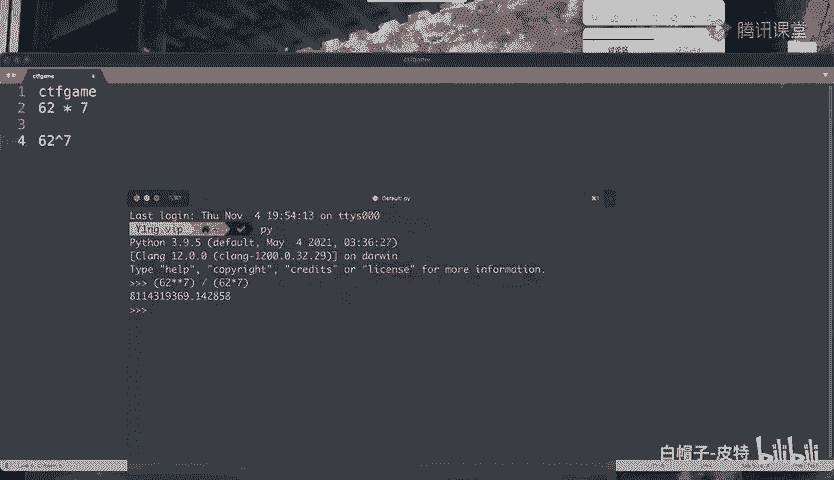 腾讯课堂
ctfgame
1 ctfgame
2 62 * 7
3
4 62^7
Default: py
Last login: Thu Nov  4 19:54:13 on ttys000
Y1ng.vip ~ ✓ py
Python 3.9.5 (default, May  4 2021, 03:36:27)
[Clang 12.0.0 (clang-1200.0.32.29)] on darwin
Type "help", "copyright", "credits" or "license" for more information.
>>> (62**7) / (62*7)
8114319369.142858
>>>
白帽子-皮特 bilibili